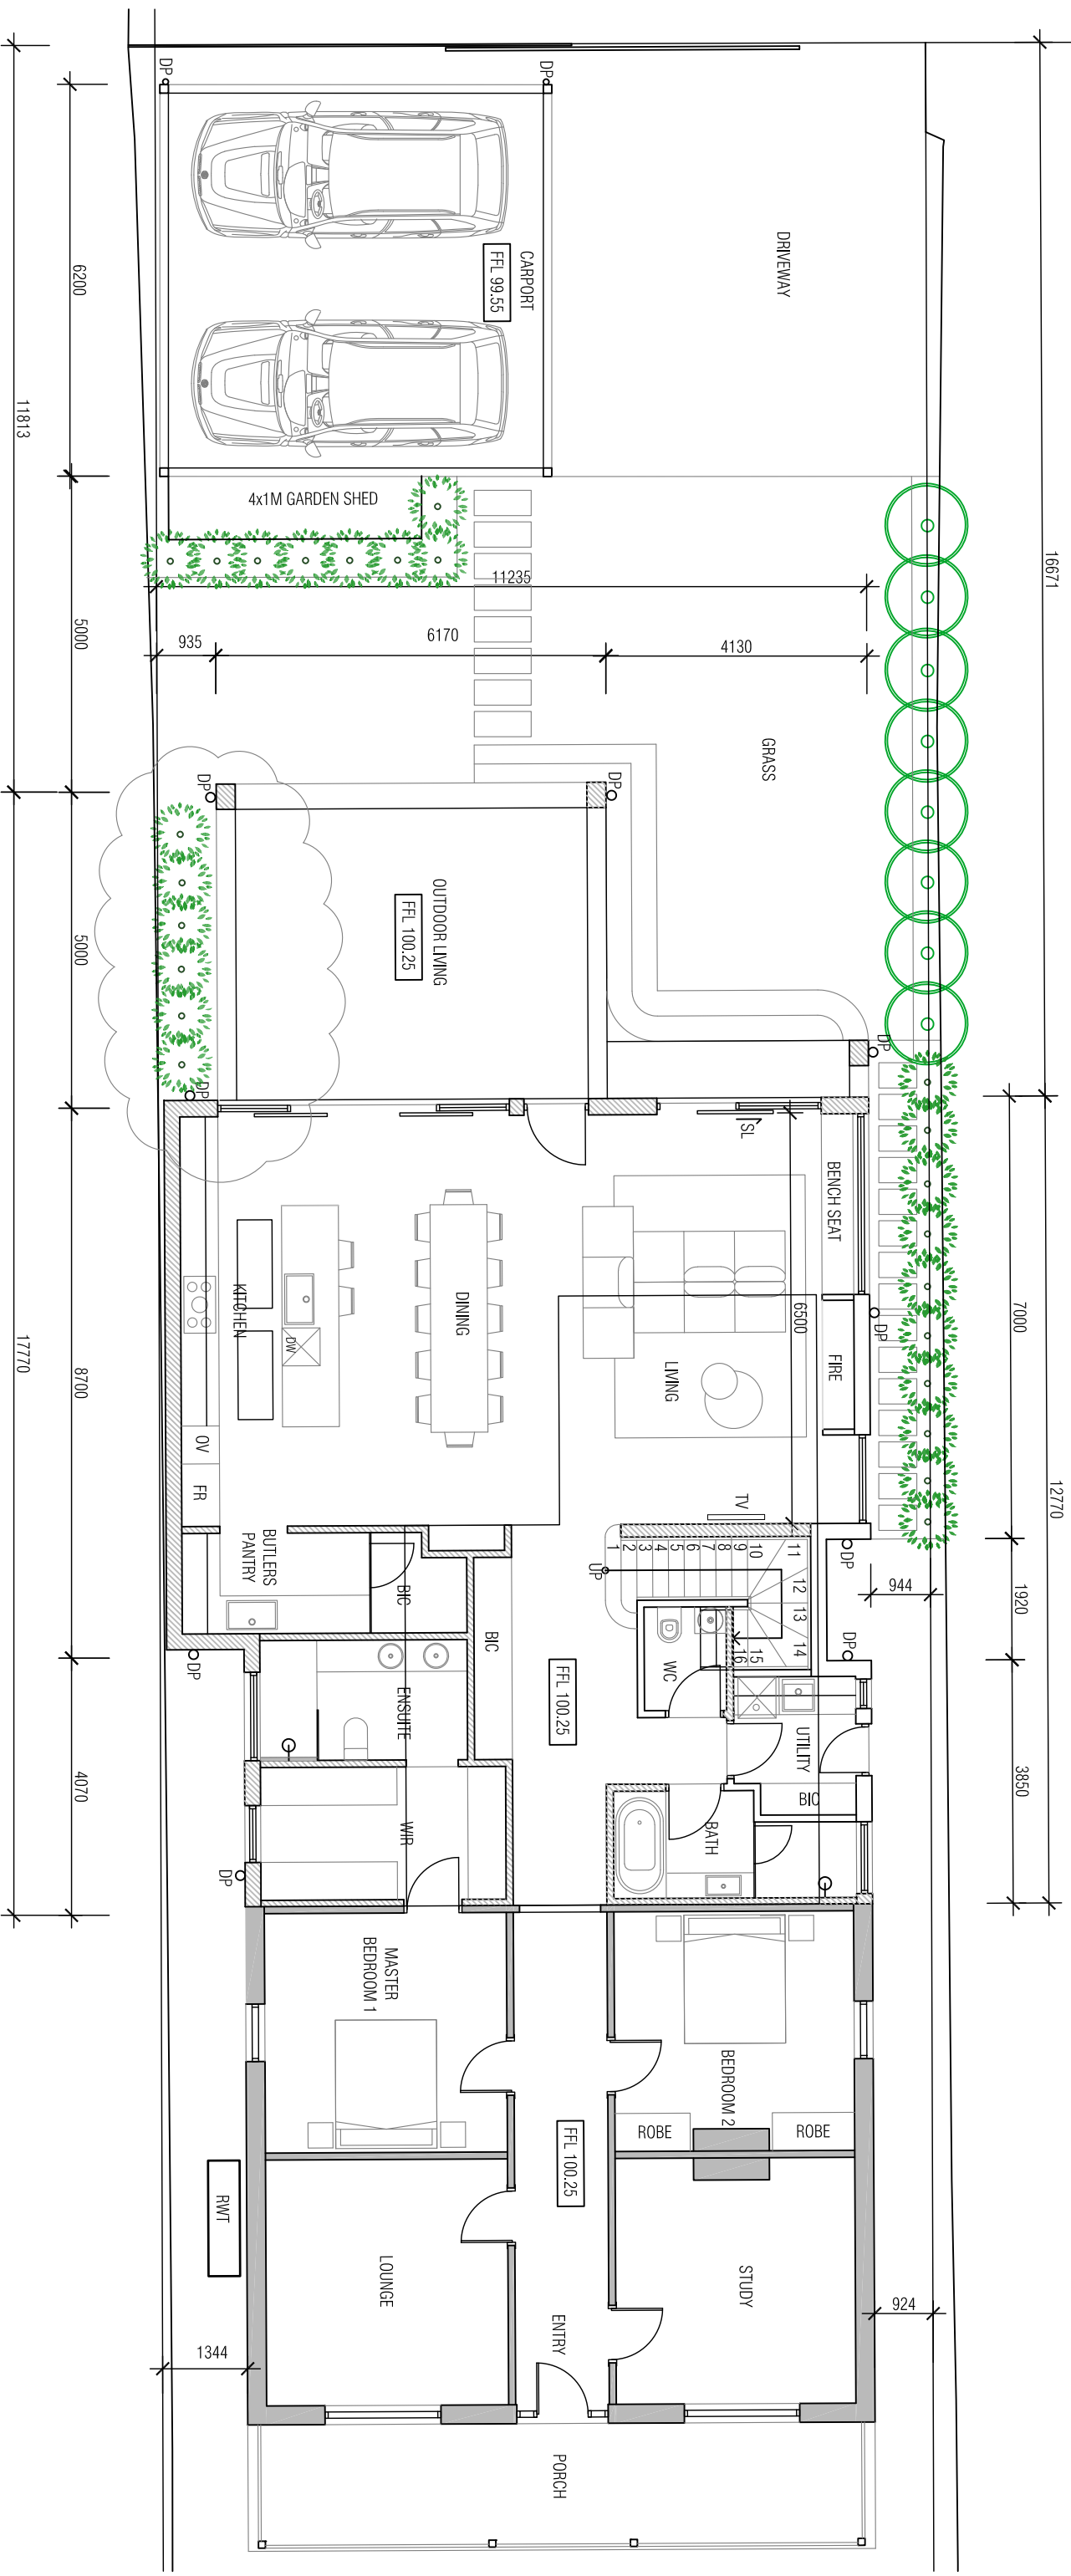 DP
DP
DRIVEWAY
CARPORT
FFL 99.55
6200
11813
16671
4x1M GARDEN SHED
11235
935
6170
4130
5000
GRASS
DP
DP
OUTDOOR LIVING
FFL 100.25
5000
DP
DP
SL
BENCH SEAT
7000
6500
DP
FIRE
KITCHEN
DW
DINING
LIVING
17770
8700
12770
OV
FR
TV
BUTLERS
PANTRY
BIC
BIC
UP
1
2
3
4
5
6
7
8
9
10
11
12
13
14
15
16
DP
944
1920
DP
DP
ENSUITE
FFL 100.25
WC
UTILITY
BIC
3850
4070
WIR
BATH
DP
MASTER
BEDROOM 1
BEDROOM 2
ROBE
ROBE
FFL 100.25
RWT
LOUNGE
STUDY
924
ENTRY
1344
PORCH